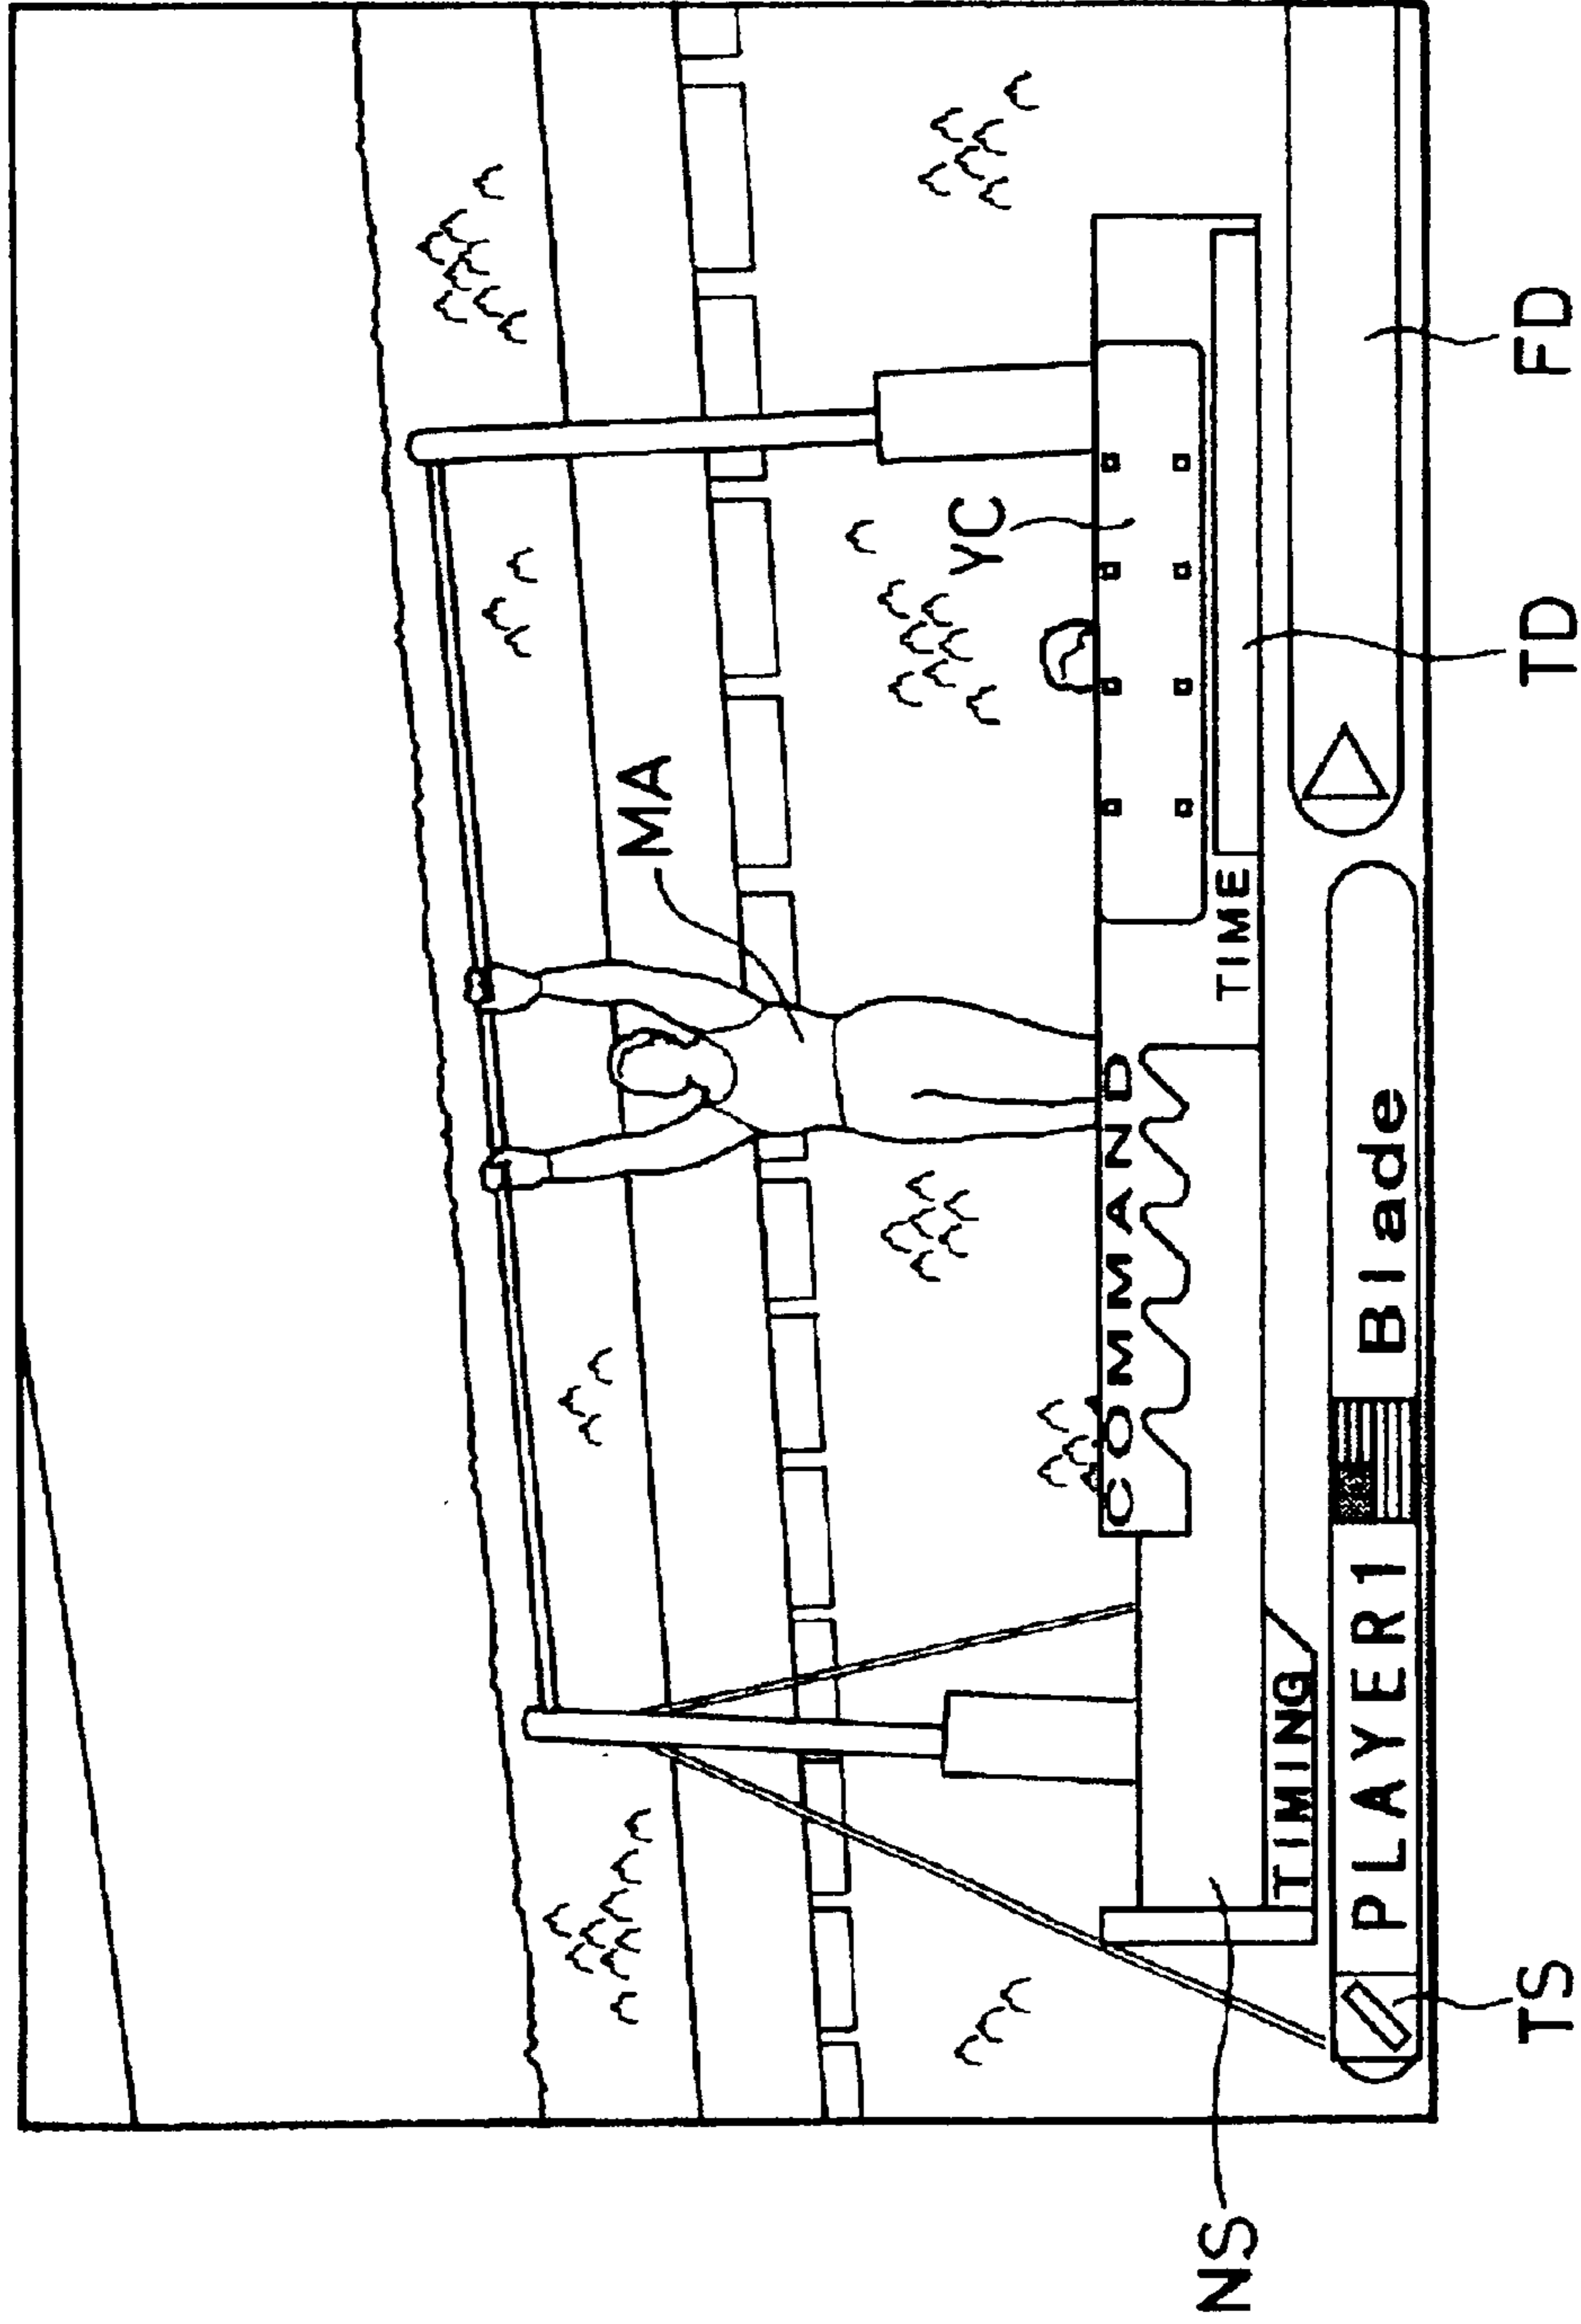 MA
YC
COMMAND
TIME
TIMING
PLAYER1 Blade
NS
TS
TD
FD